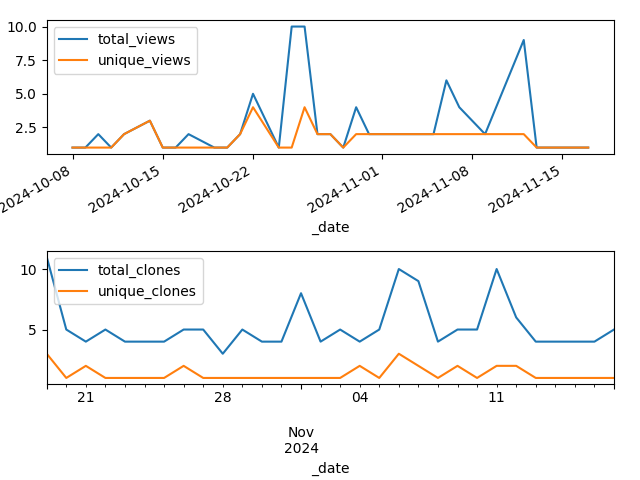 10.0
7.5
5.0
2.5
total_views
unique_views
2024-10-08
2024-10-15
2024-10-22
2024-11-01
2024-11-08
2024-11-15
_date
10
5
total_clones
unique_clones
21
28
04
11
Nov
2024
_date